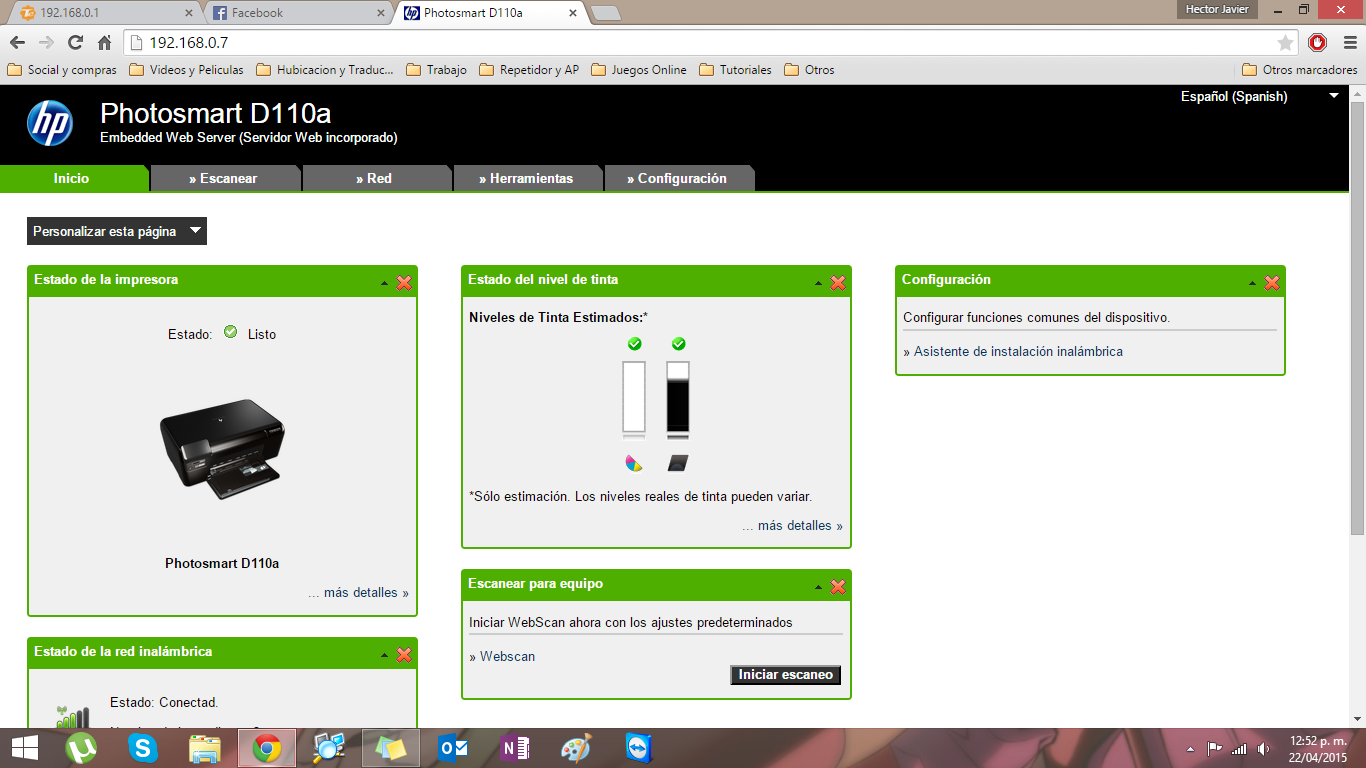 192.168.0.1
Facebook
Photosmart D110a
Hector Javier
192.168.0.7
Social y compras
Videos y Peliculas
Hubicacion y Traduc...
Trabajo
Repetidor y AP
Juegos Online
Tutoriales
Otros
Otros marcadores
hp
Photosmart D110a
Embedded Web Server (Servidor Web incorporado)
Español (Spanish)
Inicio
» Escanear
» Red
» Herramientas
» Configuración
Personalizar esta página
Estado de la impresora
Estado: Listo
Photosmart D110a
... más detalles »
Estado de la red inalámbrica
Estado: Conectad.
Estado del nivel de tinta
Niveles de Tinta Estimados:*
*Sólo estimación. Los niveles reales de tinta pueden variar.
... más detalles »
Escanear para equipo
Iniciar WebScan ahora con los ajustes predeterminados
» Webscan
Iniciar escaneo
Configuración
Configurar funciones comunes del dispositivo.
» Asistente de instalación inalámbrica
12:52 p. m.
22/04/2015